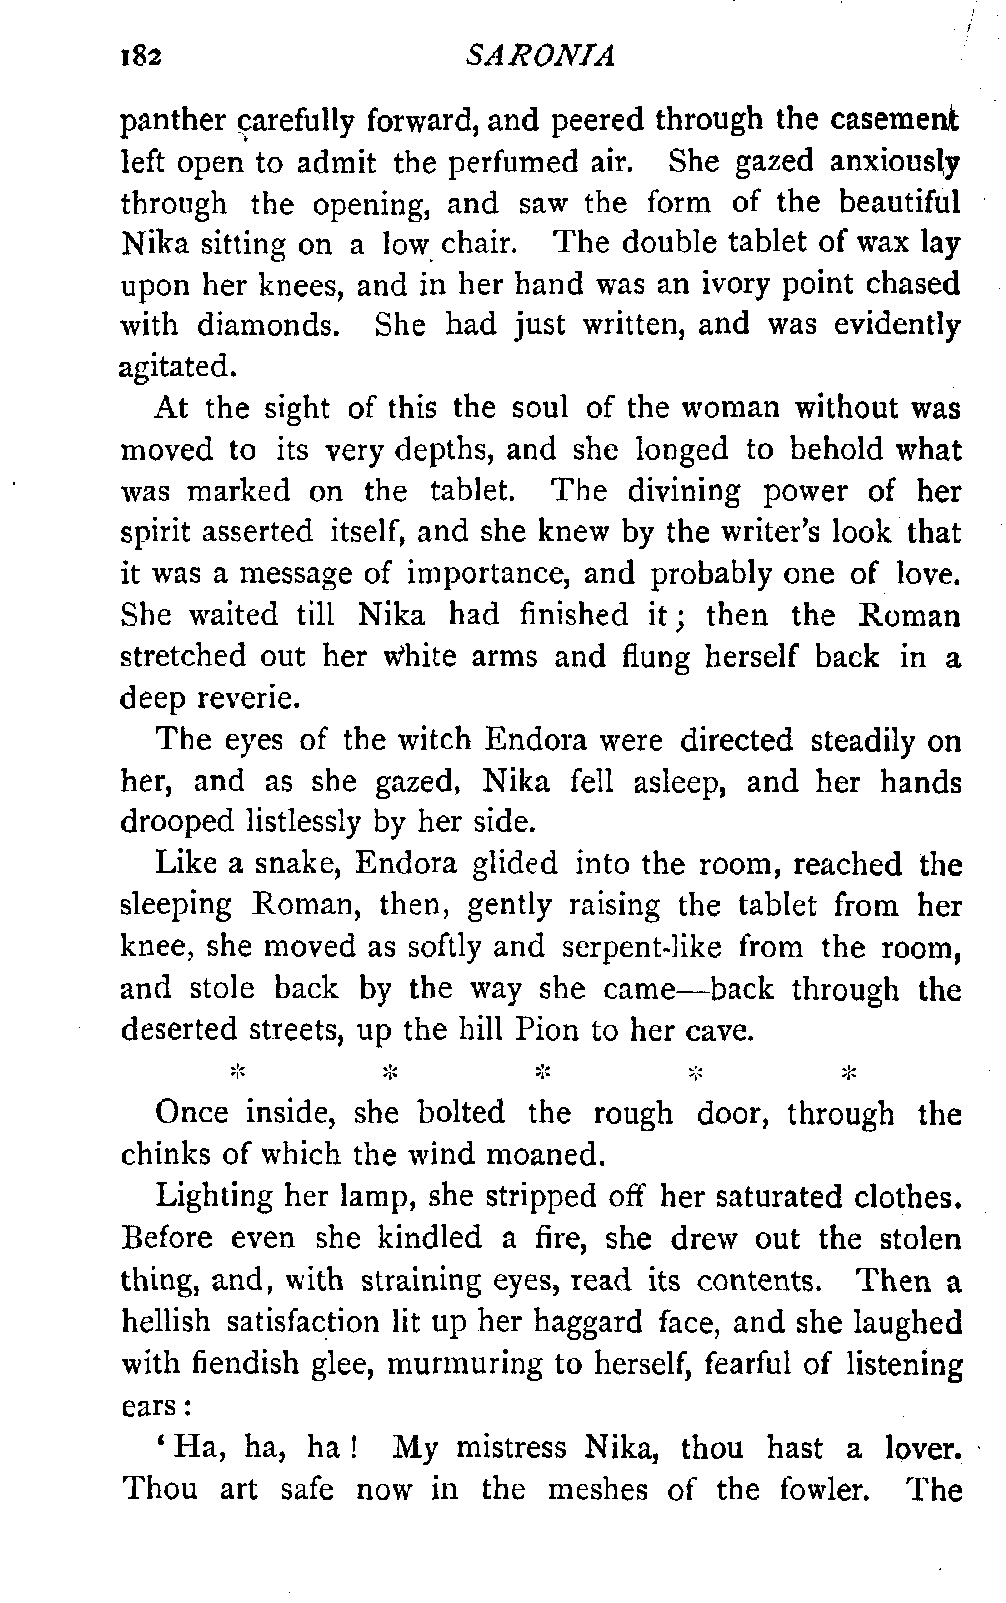 182 SARONIA
panther carefully forward, and peered through the casement
left open to admit the perfumed air. She gazed anxiously
through the opening, and saw the form of the beautiful
Nika sitting on a low chair. The double tablet of wax lay
upon her knees, and in her hand was an ivory point chased
with diamonds. She had just written, and was evidently
agitated.
At the sight of this the soul of the woman without was
moved to its very depths, and she longed to behold what
was marked on the tablet. The divining power of her
spirit asserted itself, and she knew by the writer's look that
it was a message of importance, and probably one of love.
She waited till Nika had finished it; then the Roman
stretched out her white arms and flung herself back in a
deep reverie.
The eyes of the witch Endora were directed steadily on
her, and as she gazed, Nika fell asleep, and her hands
drooped listlessly by her side.
Like a snake, Endora glided into the room, reached the
sleeping Roman, then, gently raising the tablet from her
knee, she moved as softly and serpent-like from the room,
and stole back by the way she came—back through the
deserted streets, up the hill Pion to her cave.
* * * * *
Once inside, she bolted the rough door, through the
chinks of which the wind moaned.
Lighting her lamp, she stripped off her saturated clothes.
Before even she kindled a fire, she drew out the stolen
thing, and, with straining eyes, read its contents. Then a
hellish satisfaction lit up her haggard face, and she laughed
with fiendish glee, murmuring to herself, fearful of listening
ears:
'Ha, ha, ha! My mistress Nika, thou hast a lover.
Thou art safe now in the meshes of the fowler. The